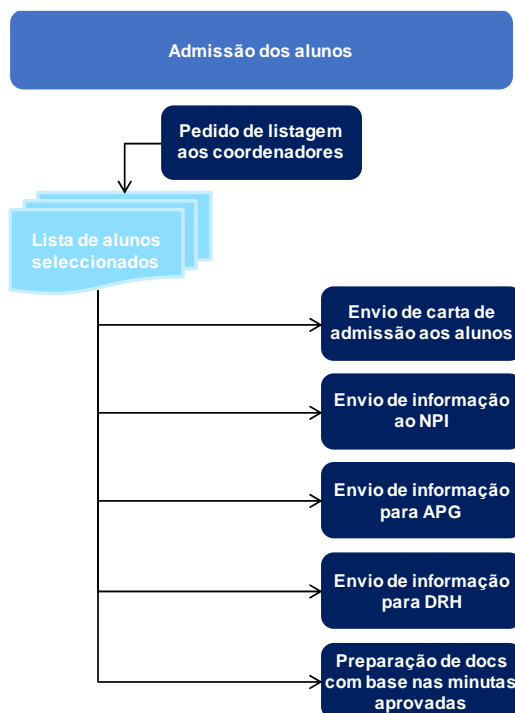 Admissão dos alunos
Pedido de listagem
aos coordenadores
Lista de alunos
seleccionados
Envio de carta de
admissão aos alunos
Envio de informação
ao NPI
Envio de informação
para APG
Envio de informação
para DRH
Preparação de docs
com base nas minutas
aprovadas